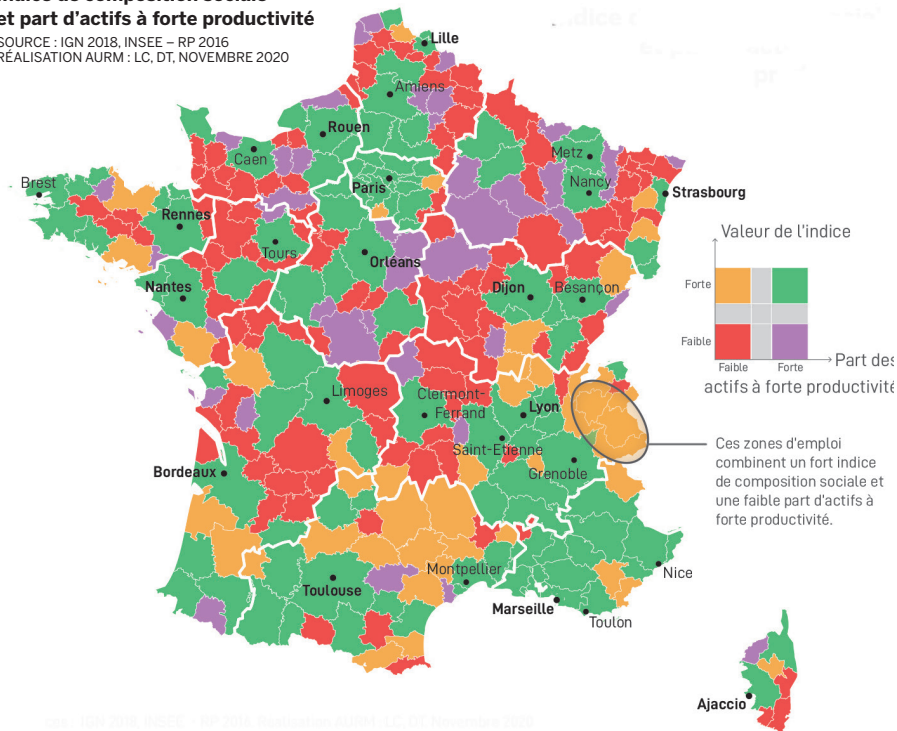 et part d'actifs à forte productivité
SOURCE : IGN 2018, INSEE – RP 2016
RÉALISATION AURM : LC, DT, NOVEMBRE 2020
Lille
Amiens
Rouen
Caen
Metz
Paris
Nancy
Brest
Strasbourg
Rennes
Valeur de l'indice
Tours
Orléans
Nantes
Dijon
Besançon
Forte
Faible
Part des
Faible
Forte
actifs à forte productivité
Limoges
Clermont-
Ferrand
Lyon
Saint-Etienne
Grenoble
Bordeaux
Ces zones d'emploi
combinent un fort indice
de composition sociale et
une faible part d'actifs à
forte productivité.
Montpellier
Toulouse
Nice
Marseille
Toulon
Ajaccio